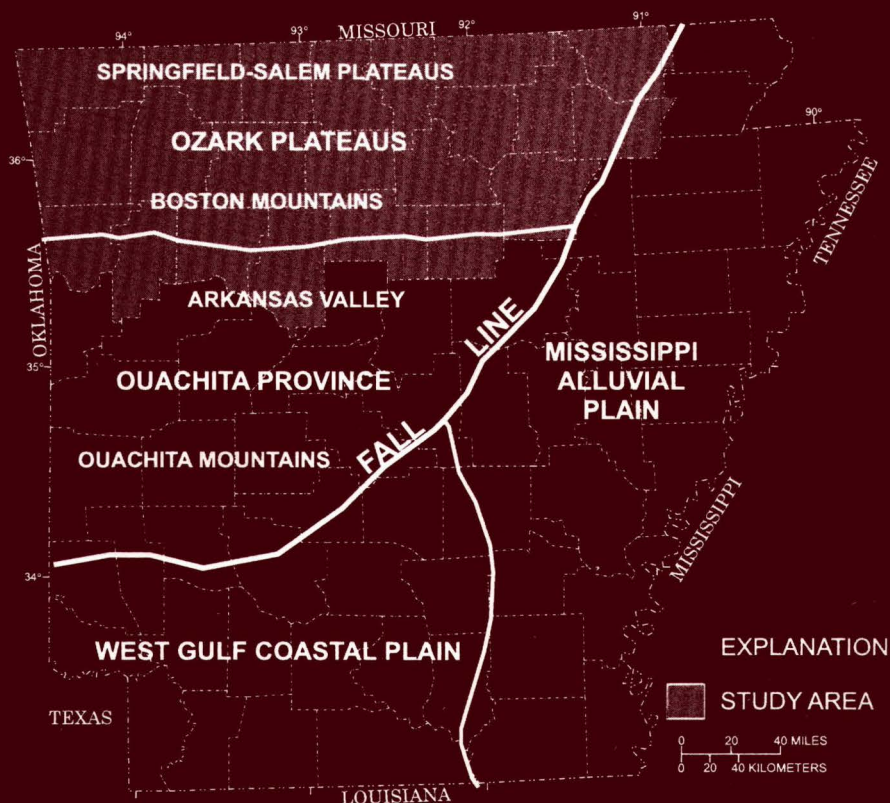 94°
93°
MISSOURI
92°
91°
SPRINGFIELD-SALEM PLATEAUS
90°
OZARK PLATEAUS
36°
BOSTON MOUNTAINS
TENNESSEE
OKLAHOMA
ARKANSAS VALLEY
FALL LINE
35°
MISSISSIPPI
ALLUVIAL
PLAIN
OUACHITA PROVINCE
OUACHITA MOUNTAINS
MISSISSIPPI
34°
WEST GULF COASTAL PLAIN
EXPLANATION
STUDY AREA
TEXAS
0 20 40 MILES
0 20 40 KILOMETERS
LOUISIANA